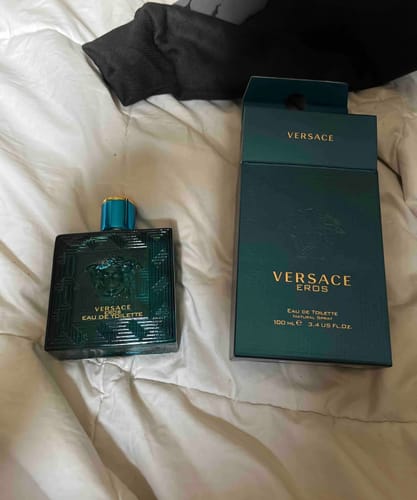 VERSACE
EROS
EAU DE TOILETTE
VERSACE
VERSACE
EROS
EAU DE TOILETTE
NATURAL SPRAY
100 ml e 3.4 US FL.Oz.